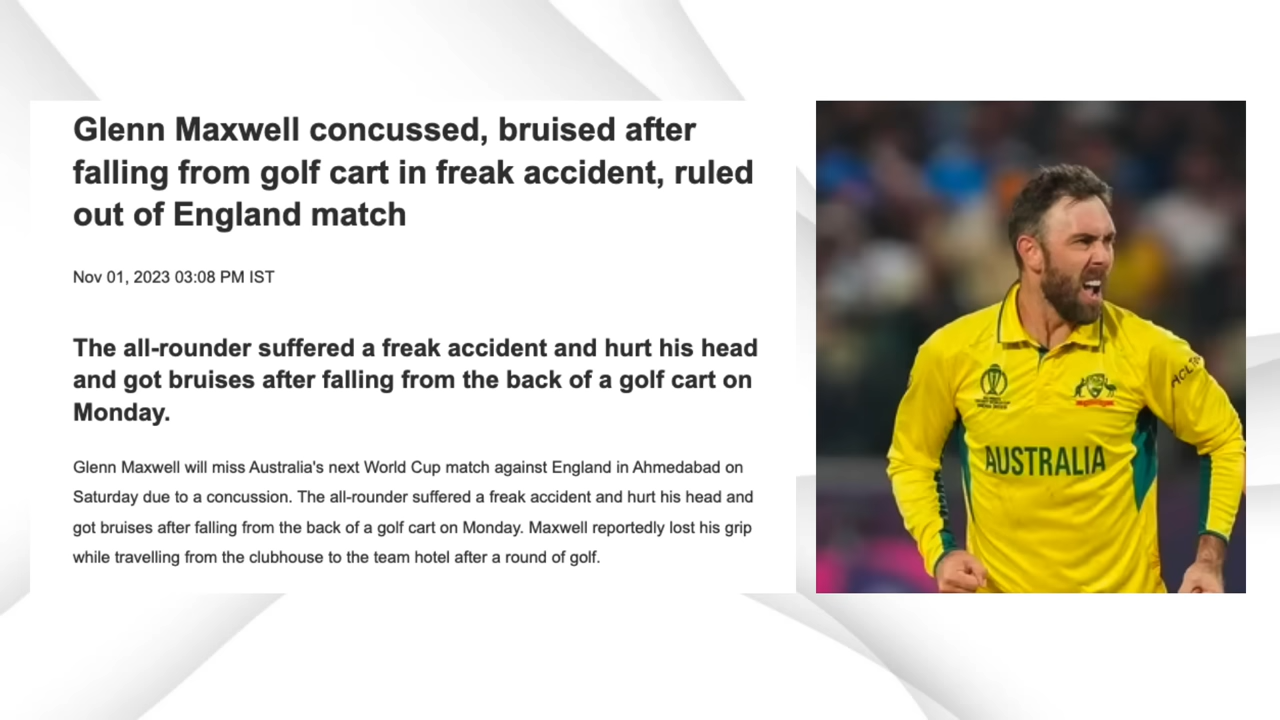 Glenn Maxwell concussed, bruised after
falling from golf cart in freak accident, ruled
out of England match
Nov 01, 2023 03:08 PM IST
The all-rounder suffered a freak accident and hurt his head
and got bruises after falling from the back of a golf cart on
Monday.
Glenn Maxwell will miss Australia's next World Cup match against England in Ahmedabad on
Saturday due to a concussion. The all-rounder suffered a freak accident and hurt his head and
got bruises after falling from the back of a golf cart on Monday. Maxwell reportedly lost his grip
while travelling from the clubhouse to the team hotel after a round of golf.
AUSTRALIA